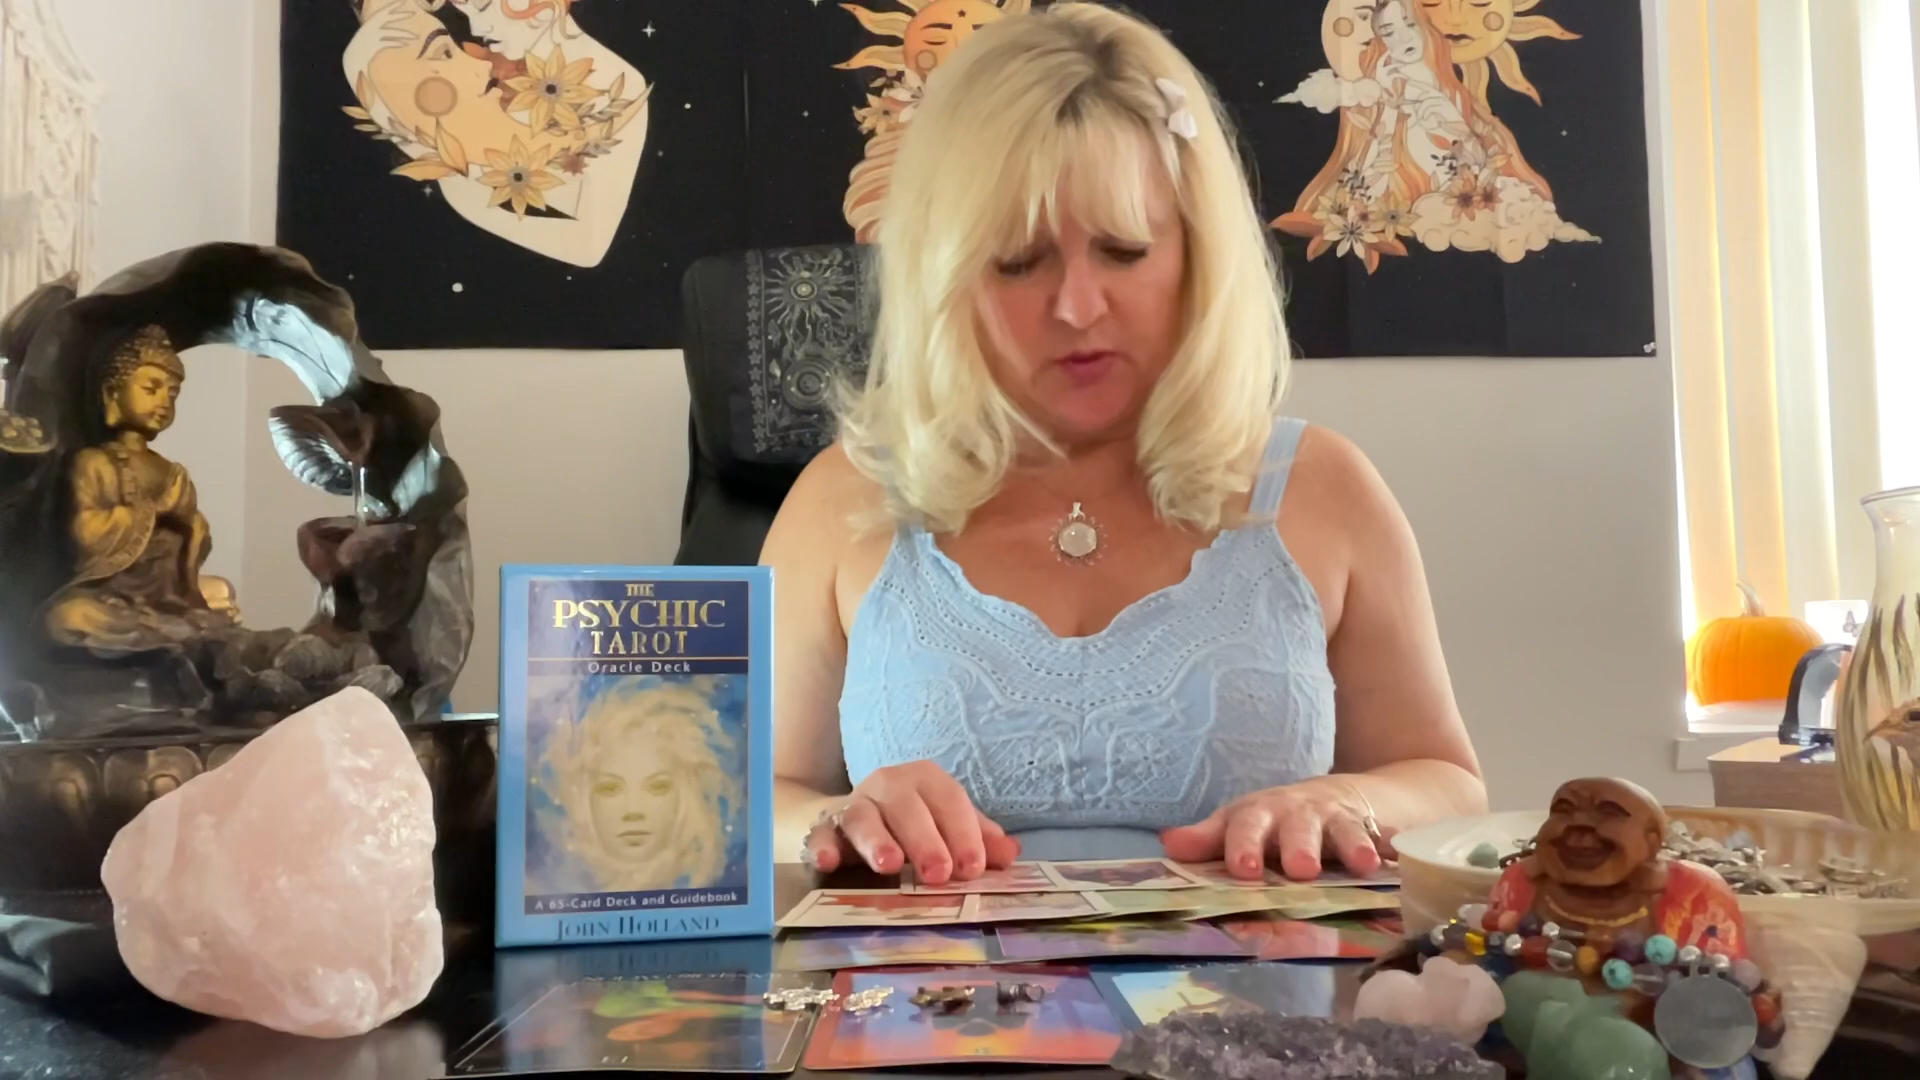 THE
PSYCHIC
TAROT
Oracle Deck
A 65-Card Deck and Guidebook
JOHN HOLLAND